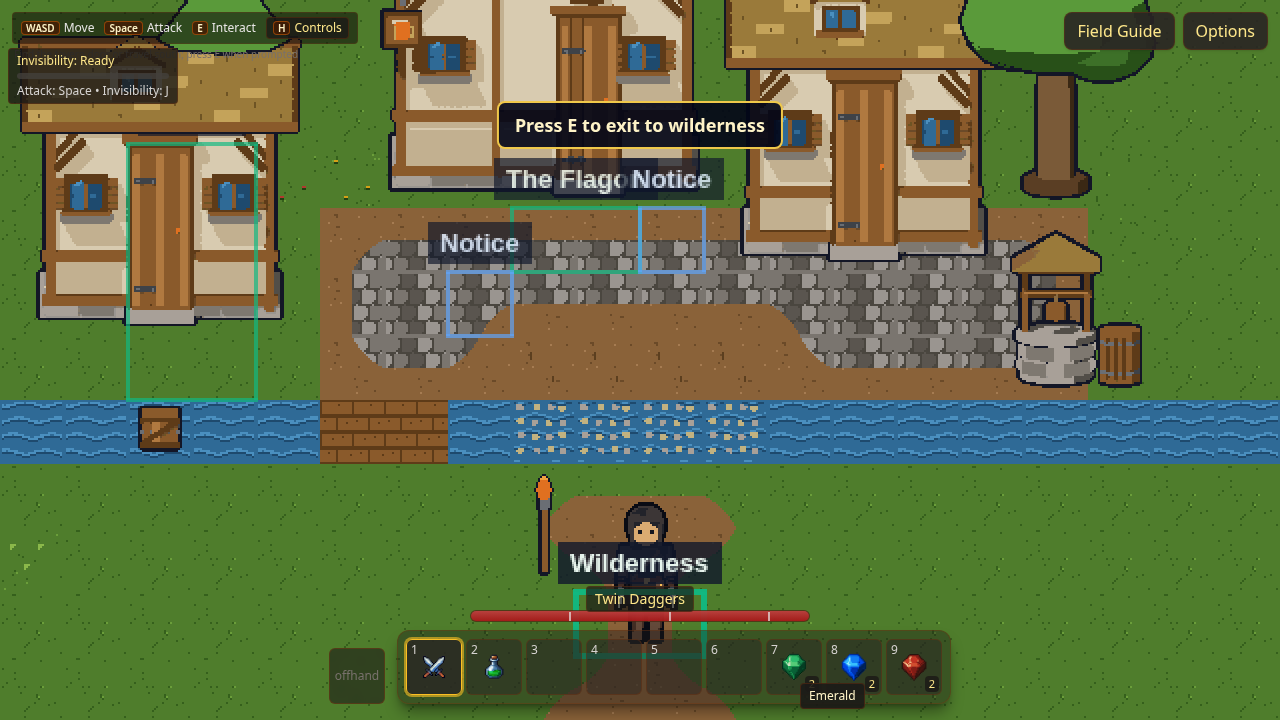 WASD Move Space Attack E Interact H Controls
Field Guide Options
Invisibility: Ready
Attack: Space • Invisibility: J
Press E to exit to wilderness
The Flago Notice
Notice
Wilderness
Twin Daggers
offhand
1 2 3 4 5 6 7 8 9
2 2
Emerald